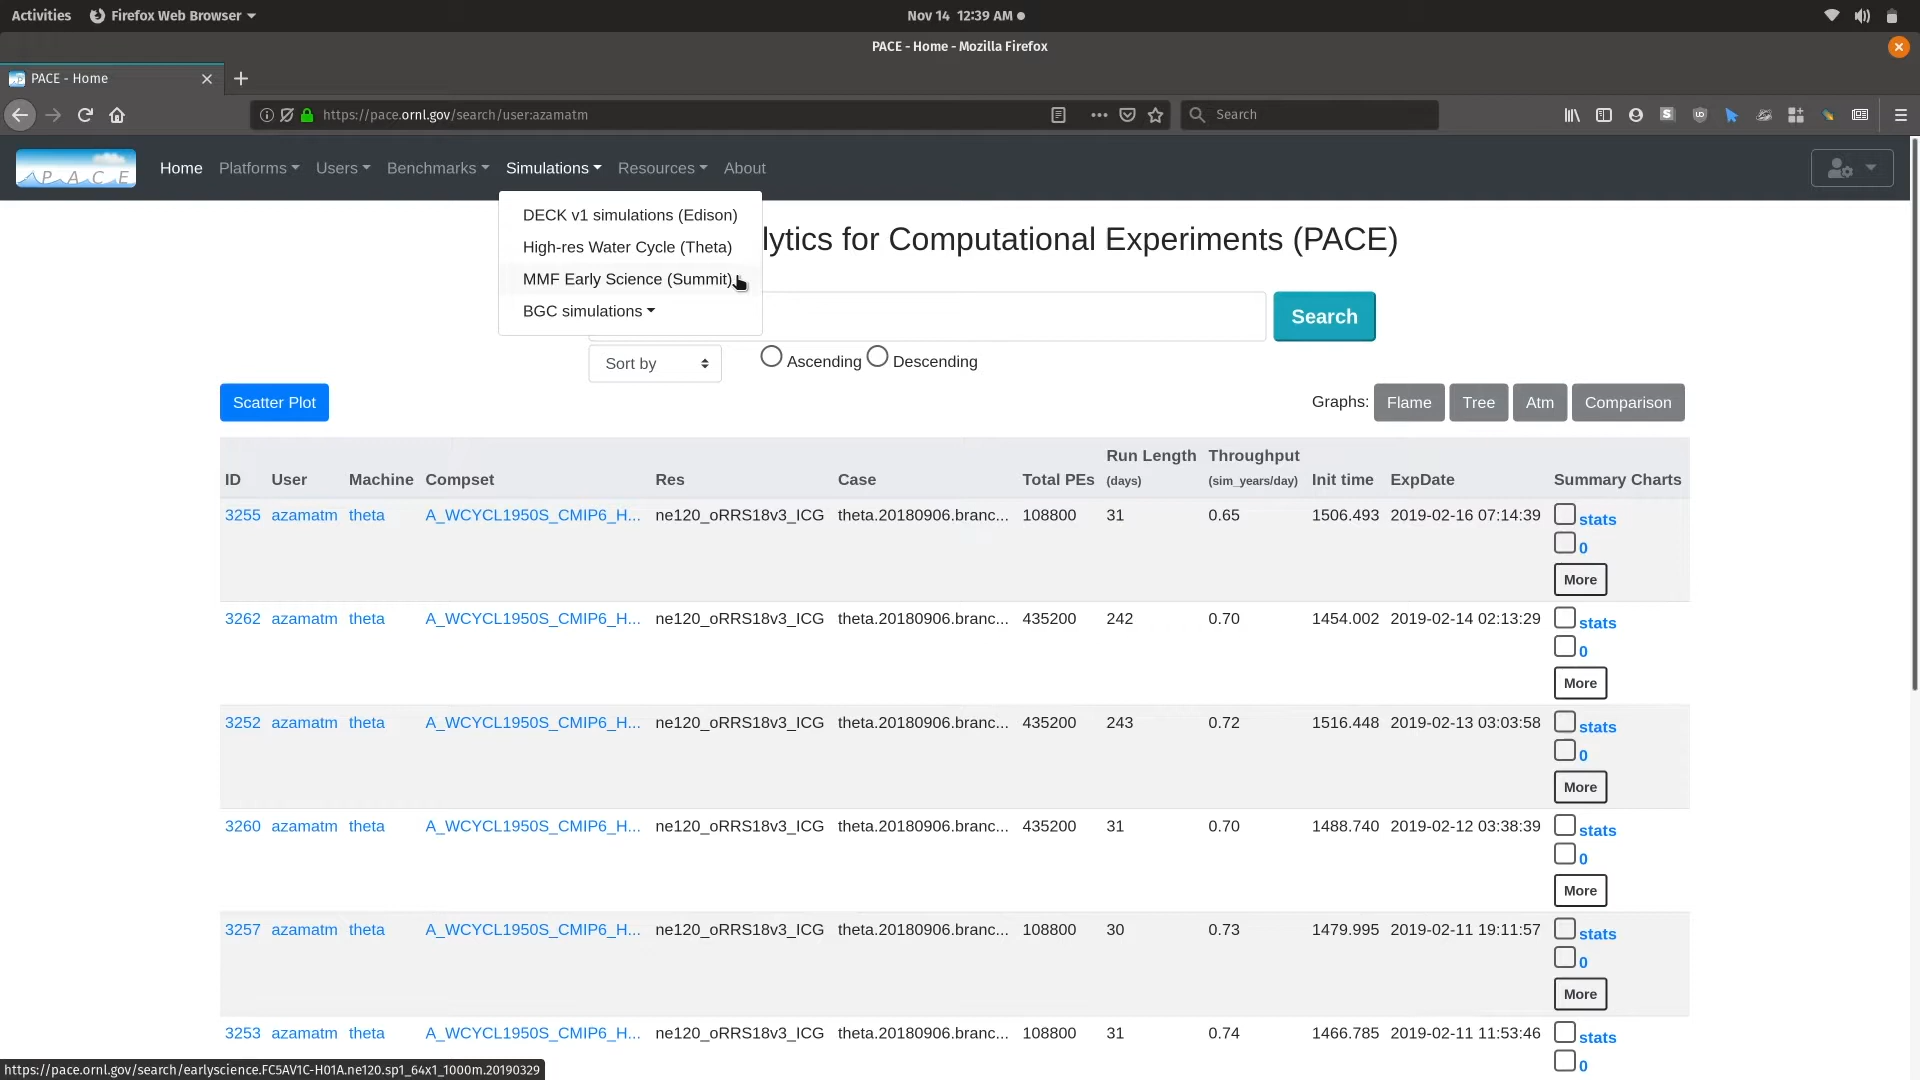 Activities Firefox Web Browser Nov 14 12:39 AM
PACE - Home - Mozilla Firefox
PACE - Home
https://pace.ornl.gov/search/user:azamatm Search
PACE Home Platforms Users Benchmarks Simulations Resources About
DECK v1 simulations (Edison)
High-res Water Cycle (Theta)
MMF Early Science (Summit)
BGC simulations
lytics for Computational Experiments (PACE)
Search
Sort by Ascending Descending
Scatter Plot Graphs: Flame Tree Atm Comparison
ID User Machine Compset Res Case Total PEs Run Length (days) Throughput (sim_years/day) Init time ExpDate Summary Charts
3255 azamatm theta A_WCYCL1950S_CMIP6_H... ne120_oRRS18v3_ICG theta.20180906.branc... 108800 31 0.65 1506.493 2019-02-16 07:14:39 stats
0
More
3262 azamatm theta A_WCYCL1950S_CMIP6_H... ne120_oRRS18v3_ICG theta.20180906.branc... 435200 242 0.70 1454.002 2019-02-14 02:13:29 stats
0
More
3252 azamatm theta A_WCYCL1950S_CMIP6_H... ne120_oRRS18v3_ICG theta.20180906.branc... 435200 243 0.72 1516.448 2019-02-13 03:03:58 stats
0
More
3260 azamatm theta A_WCYCL1950S_CMIP6_H... ne120_oRRS18v3_ICG theta.20180906.branc... 435200 31 0.70 1488.740 2019-02-12 03:38:39 stats
0
More
3257 azamatm theta A_WCYCL1950S_CMIP6_H... ne120_oRRS18v3_ICG theta.20180906.branc... 108800 30 0.73 1479.995 2019-02-11 19:11:57 stats
0
More
3253 azamatm theta A_WCYCL1950S_CMIP6_H... ne120_oRRS18v3_ICG theta.20180906.branc... 108800 31 0.74 1466.785 2019-02-11 11:53:46 stats
0
https://pace.ornl.gov/search/earlyscience.FC5AV1C-H01A.ne120.sp1_64x1_1000m.20190329